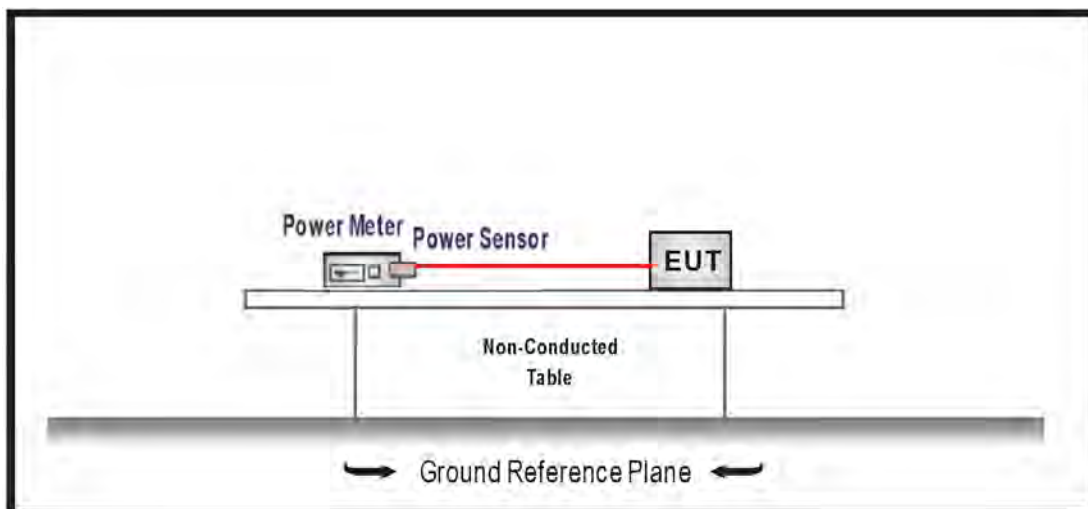 Power Meter
Power Sensor
EUT
Non-Conducted
Table
Ground Reference Plane